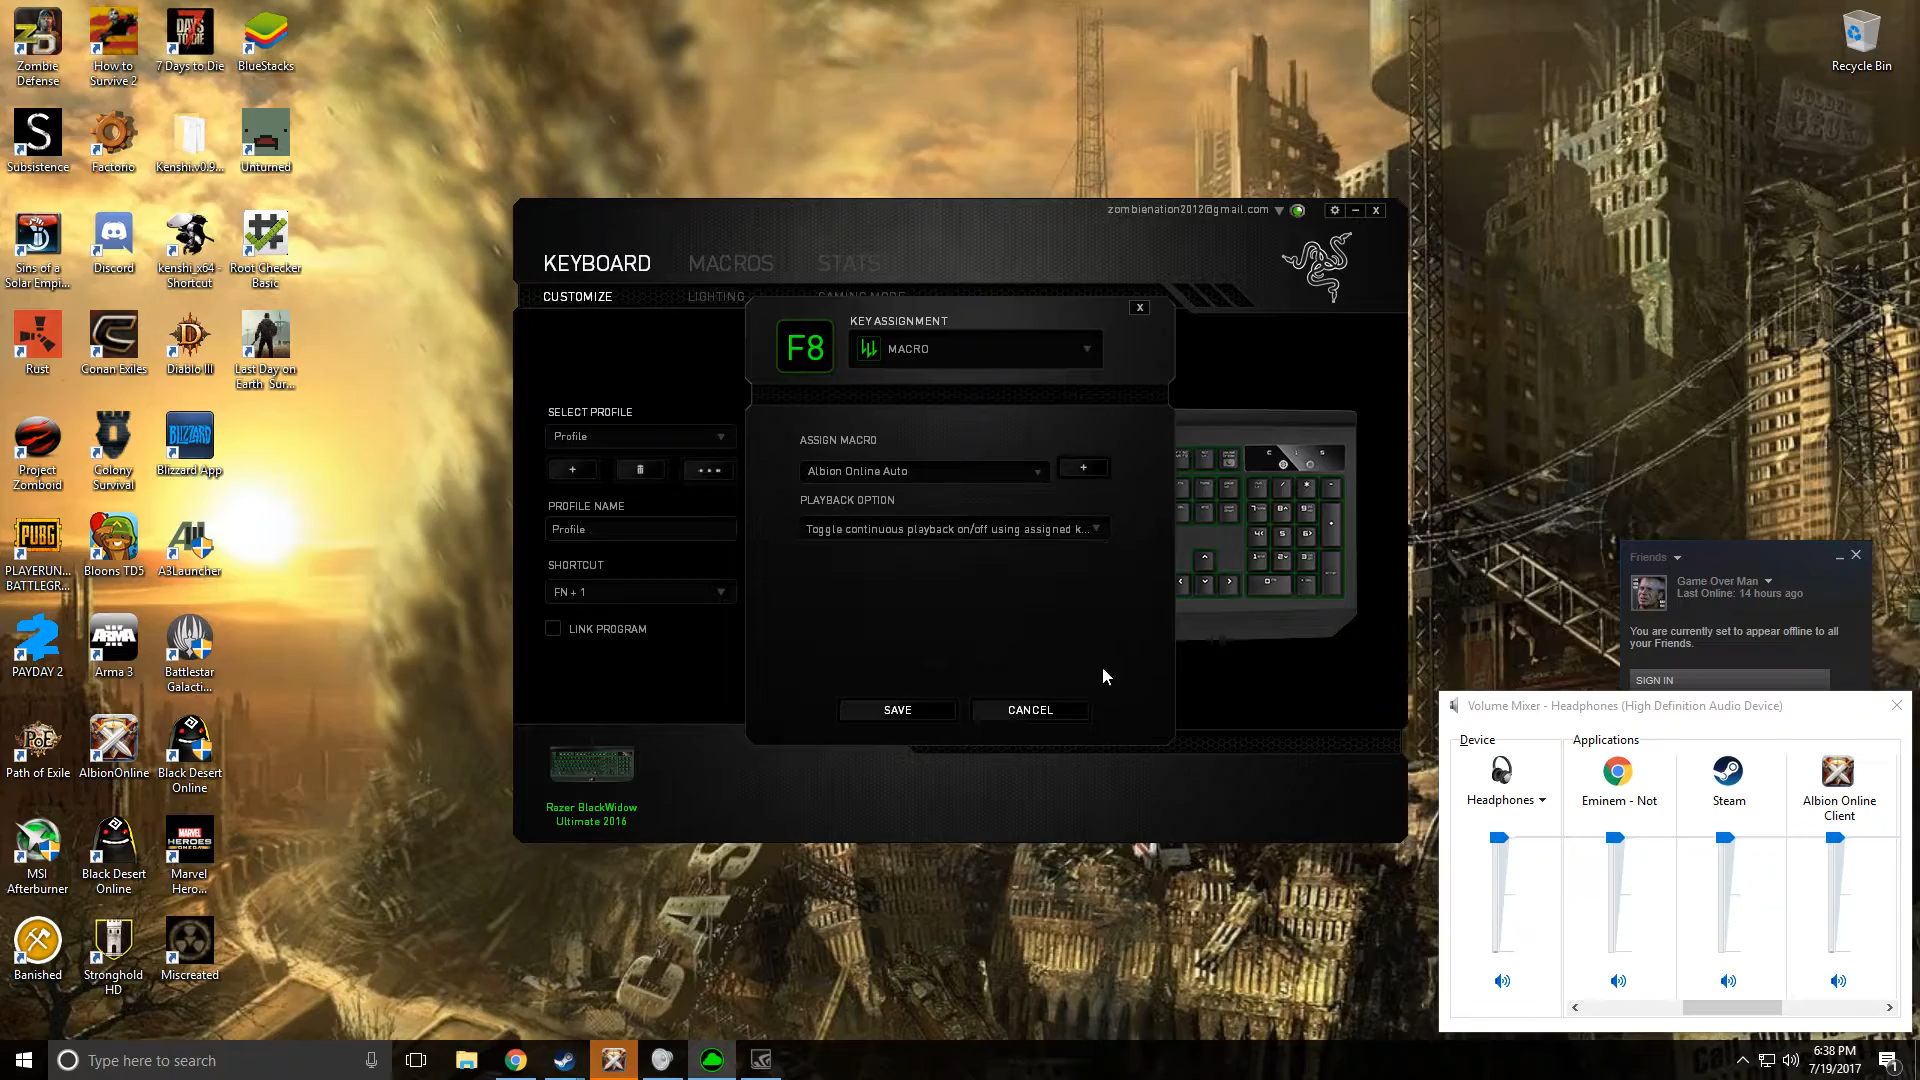 Zombie
Defense
How to
Survive 2
7 Days to Die
BlueStacks
Subsistence
Factorio
Kenshi.v0.9...
Unturned
Sins of a
Solar Empi...
Discord
kenshi_x64 -
Shortcut
Root Checker
Basic
Rust
Conan Exiles
Diablo III
Last Day on
Earth_Sur...
Project
Zomboid
Colony
Survival
Blizzard App
PLAYERUN...
BATTLEGR...
Bloons TD5
A3Launcher
PAYDAY 2
Arma 3
Battlestar
Galacti...
Path of Exile
AlbionOnline
Black Desert
Online
MSI
Afterburner
Black Desert
Online
Marvel
Hero...
Banished
Stronghold
HD
Miscreated
Recycle Bin
zombienation2012@gmail.com
KEYBOARD MACROS STATS
CUSTOMIZE LIGHTING GAMING MODE
KEY ASSIGNMENT
F8
MACRO
SELECT PROFILE
Profile
PROFILE NAME
Profile
SHORTCUT
FN + 1
LINK PROGRAM
ASSIGN MACRO
Albion Online Auto
PLAYBACK OPTION
Toggle continuous playback on/off using assigned k...
SAVE
CANCEL
Razer BlackWidow
Ultimate 2016
Friends
Game Over Man
Last Online: 14 hours ago
You are currently set to appear offline to all
your Friends.
SIGN IN
Volume Mixer - Headphones (High Definition Audio Device)
Device
Applications
Headphones
Eminem - Not
Steam
Albion Online
Client
Type here to search
6:38 PM
7/19/2017